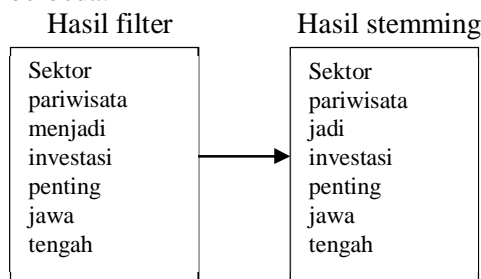 Hasil filter
Hasil stemming
Sektor
pariwisata
menjadi
investasi
penting
jawa
tengah
Sektor
pariwisata
jadi
investasi
penting
jawa
tengah